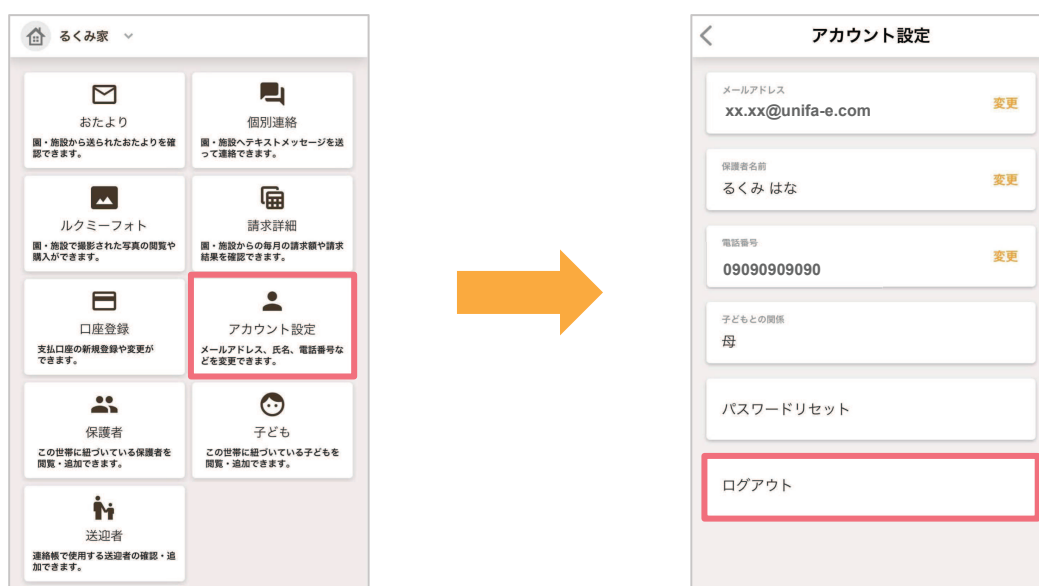 るくみ家
おたより
園・施設から送られたおたよりを確
認できます。
個別連絡
園・施設へテキストメッセージを送
って連絡できます。
ルクミーフォト
園・施設で撮影された写真の閲覧や
購入ができます。
請求詳細
園・施設からの毎月の請求額や請求
結果を確認できます。
口座登録
支払口座の新規登録や変更が
できます。
アカウント設定
メールアドレス、氏名、電話番号な
どを変更できます。
保護者
この世帯に紐づいている保護者を
閲覧・追加できます。
子ども
この世帯に紐づいている子どもを
閲覧・追加できます。
送迎者
連絡帳で使用する送迎者の確認・追
加できます。
アカウント設定
メールアドレス
xx.xx@unifa-e.com
変更
保護者名前
るくみ はな
変更
電話番号
09090909090
変更
子どもとの関係
母
パスワードリセット
ログアウト